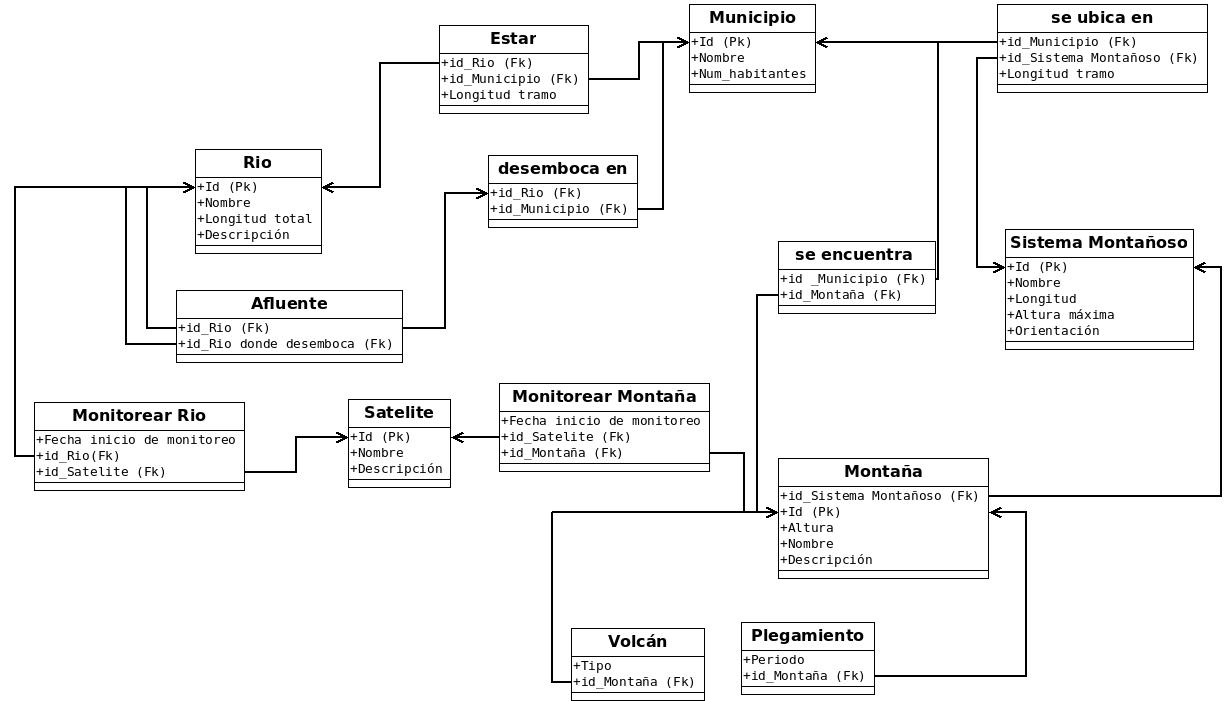 Estar
+id_Rio (Fk)
+id_Municipio (Fk)
+Longitud tramo
Municipio
+Id (Pk)
+Nombre
+Num_habitantes
se ubica en
+id_Municipio (Fk)
+id_Sistema Montañoso (Fk)
+Longitud tramo
Rio
+Id (Pk)
+Nombre
+Longitud total
+Descripción
desemboca en
+id_Rio (Fk)
+id_Municipio (Fk)
se encuentra
+id _Municipio (Fk)
+id_Montaña (Fk)
Sistema Montañoso
+Id (Pk)
+Nombre
+Longitud
+Altura máxima
+Orientación
Afluente
+id_Rio (Fk)
+id_Rio donde desemboca (Fk)
Monitorear Rio
+Fecha inicio de monitoreo
+id_Rio(Fk)
+id_Satelite (Fk)
Satelite
+Id (Pk)
+Nombre
+Descripción
Monitorear Montaña
+Fecha inicio de monitoreo
+id_Satelite (Fk)
+id_Montaña (Fk)
Montaña
+id_Sistema Montañoso (Fk)
+Id (Pk)
+Altura
+Nombre
+Descripción
Volcán
+Tipo
+id_Montaña (Fk)
Plegamiento
+Periodo
+id_Montaña (Fk)